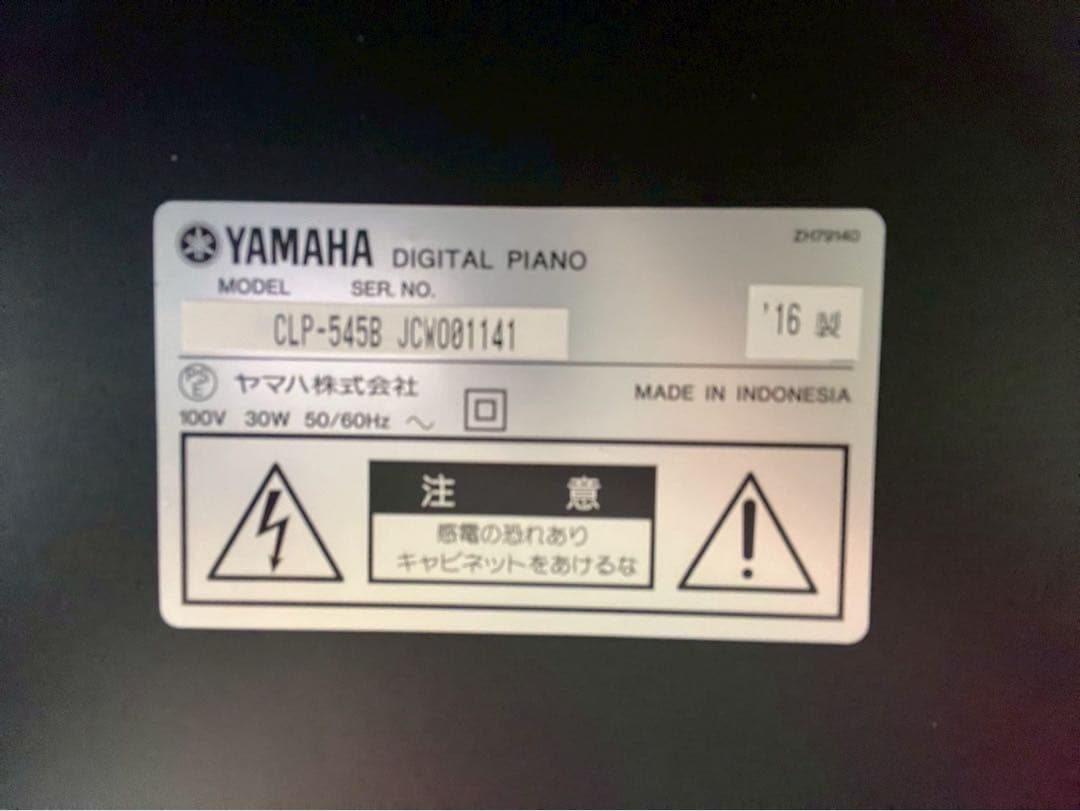 YAMAHA DIGITAL PIANO
ZH79140
MODEL SER. NO.
CLP-545B JCWO01141
'16 製
PSE
ヤマハ株式会社
MADE IN INDONESIA
100V 30W 50/60Hz ～
注意
感電の恐れあり
キャビネットをあけるな